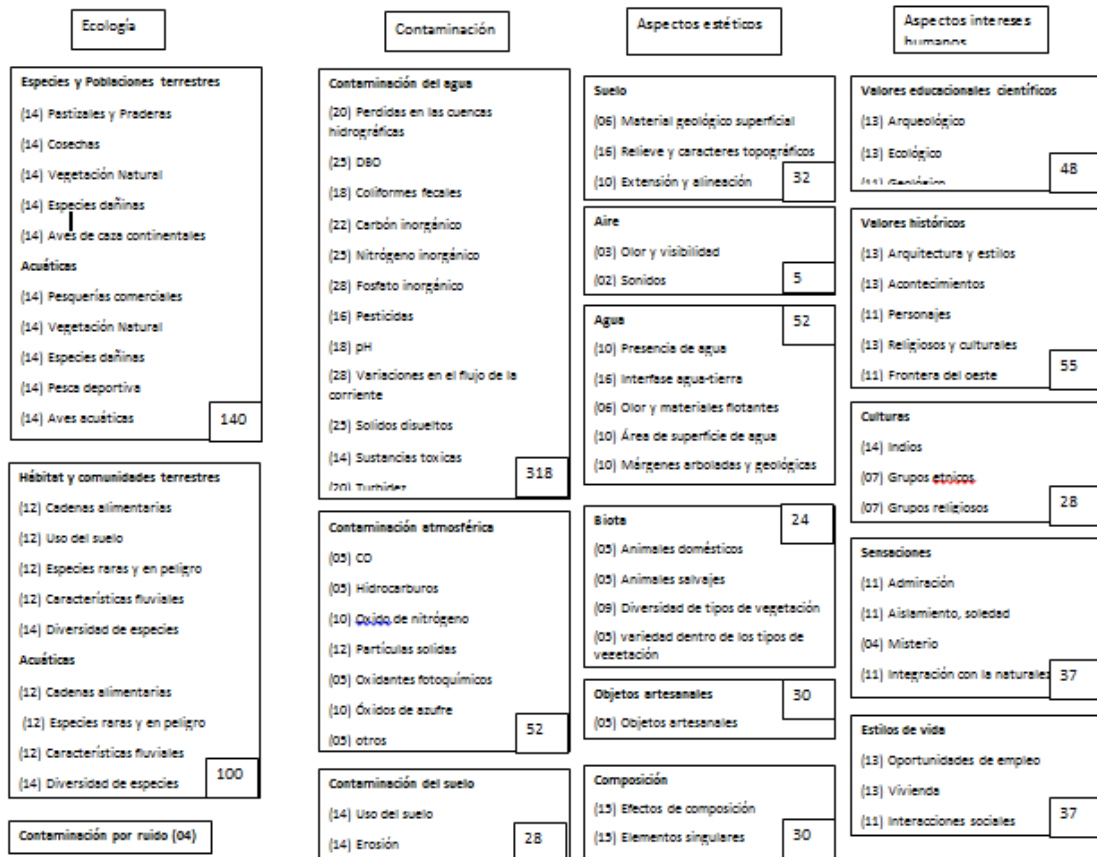 Ecología
Especies y Poblaciones terrestres
(14) Pastizales y Praderas
(14) Cosechas
(14) Vegetación Natural
(14) Especies dañinas
(14) Aves de caza continentales
Acuáticas
(14) Pesquerías comerciales
(14) Vegetación Natural
(14) Especies dañinas
(14) Pesca deportiva
(14) Aves acuáticas
140
Hábitat y comunidades terrestres
(12) Cadenas alimentarias
(12) Uso del suelo
(12) Especies raras y en peligro
(12) Características fluviales
(14) Diversidad de especies
Acuáticas
(12) Cadenas alimentarias
(12) Especies raras y en peligro
(12) Características fluviales
(14) Diversidad de especies
100
Contaminación por ruido (04)
Contaminación
Contaminación del agua
(20) Perdidas en las cuencas
hidrográficas
(25) DBO
(18) Coliformes fecales
(22) Carbón inorgánico
(25) Nitrógeno inorgánico
(28) Fosfato inorgánico
(16) Pesticidas
(18) pH
(28) Variaciones en el flujo de la
corriente
(25) Solidos disueltos
(14) Sustancias toxicas
(20) Turbidez
318
Contaminación atmosférica
(05) CO
(05) Hidrocarburos
(10) Oxido de nitrógeno
(12) Partículas solidas
(05) Oxidantes fotoquímicos
(10) Óxidos de azufre
(05) otros
52
Contaminación del suelo
(14) Uso del suelo
(14) Erosión
28
Aspectos estéticos
Suelo
(06) Material geológico superficial
(16) Relieve y caracteres topográficos
(10) Extensión y alineación
32
Aire
(03) Olor y visibilidad
(02) Sonidos
5
Agua
52
(10) Presencia de agua
(16) Interfase agua-tierra
(06) Olor y materiales flotantes
(10) Área de superficie de agua
(10) Márgenes arboladas y geológicas
Biota
24
(05) Animales domésticos
(05) Animales salvajes
(09) Diversidad de tipos de vegetación
(05) variedad dentro de los tipos de
vegetación
Objetos artesanales
30
(05) Objetos artesanales
Composición
(15) Efectos de composición
(15) Elementos singulares
30
Aspectos intereses
humanos
Valores educacionales científicos
(13) Arqueológico
(13) Ecológico
(11) Geológico
48
Valores históricos
(13) Arquitectura y estilos
(13) Acontecimientos
(11) Personajes
(13) Religiosos y culturales
(11) Frontera del oeste
55
Culturas
(14) Indios
(07) Grupos etnicos
(07) Grupos religiosos
28
Sensaciones
(11) Admiración
(11) Aislamiento, soledad
(04) Misterio
(11) Integración con la naturales
37
Estilos de vida
(13) Oportunidades de empleo
(13) Vivienda
(11) Interacciones sociales
37